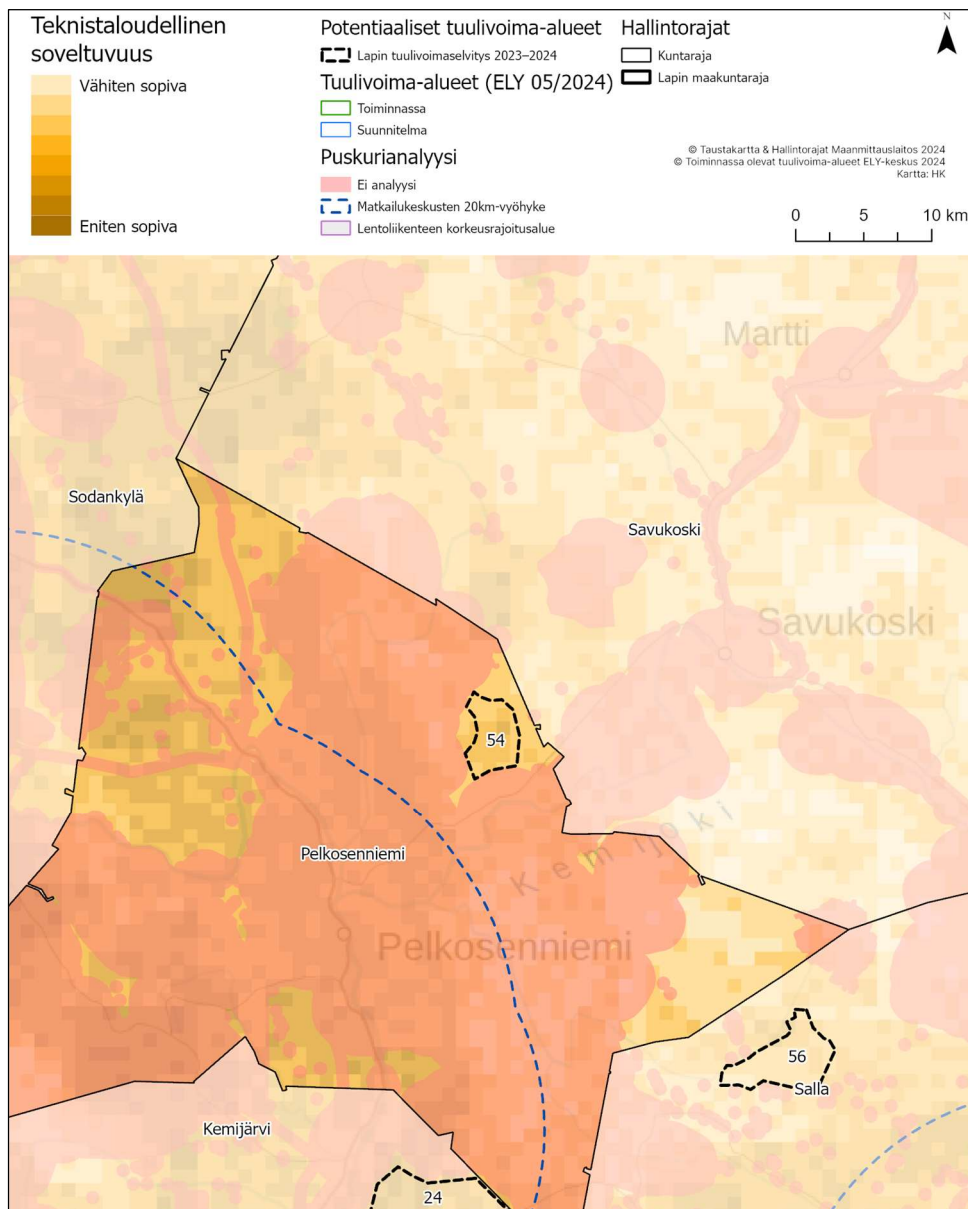 Teknistaloudellinen
soveltuvuus
Vähiten sopiva
Eniten sopiva
Potentiaaliset tuulivoima-alueet
Lapin tuulivoimaselvitys 2023–2024
Tuulivoima-alueet (ELY 05/2024)
Toiminnassa
Suunnitelma
Puskurianalyysi
Ei analyysi
Matkailukeskusten 20km-vyöhyke
Lentoliikenteen korkeusrajoitusalue
Hallintorajat
Kuntaraja
Lapin maakuntaraja
N
© Taustakartta & Hallintorajat Maanmittauslaitos 2024
© Toiminnassa olevat tuulivoima-alueet ELY-keskus 2024
Kartta: HK
0 5 10 km
Martti
Sodankylä
Savukoski
Savukoski
54
Pelkosenniemi
Kemijoki
Pelkosenniemi
56
Salla
Kemijärvi
24